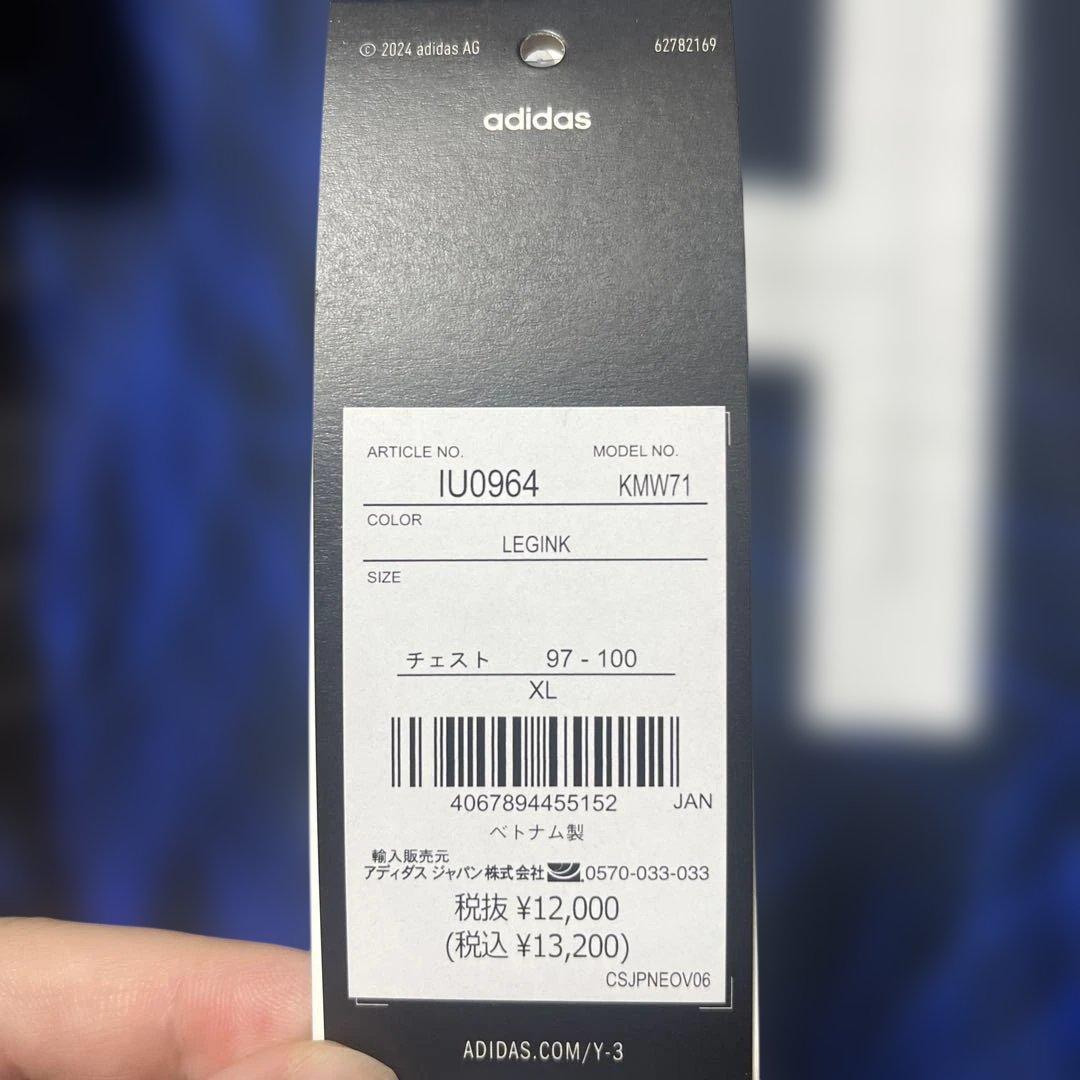 © 2024 adidas AG 62782169
adidas
ARTICLE NO. MODEL NO.
IU0964 KMW71
COLOR
LEGINK
SIZE
チェスト 97 - 100
XL
4067894455152 JAN
ベトナム製
輸入販売元
アディダス ジャパン株式会社 0570-033-033
税抜 ¥12,000
(税込 ¥13,200)
CSJPNEOV06
ADIDAS.COM/Y-3